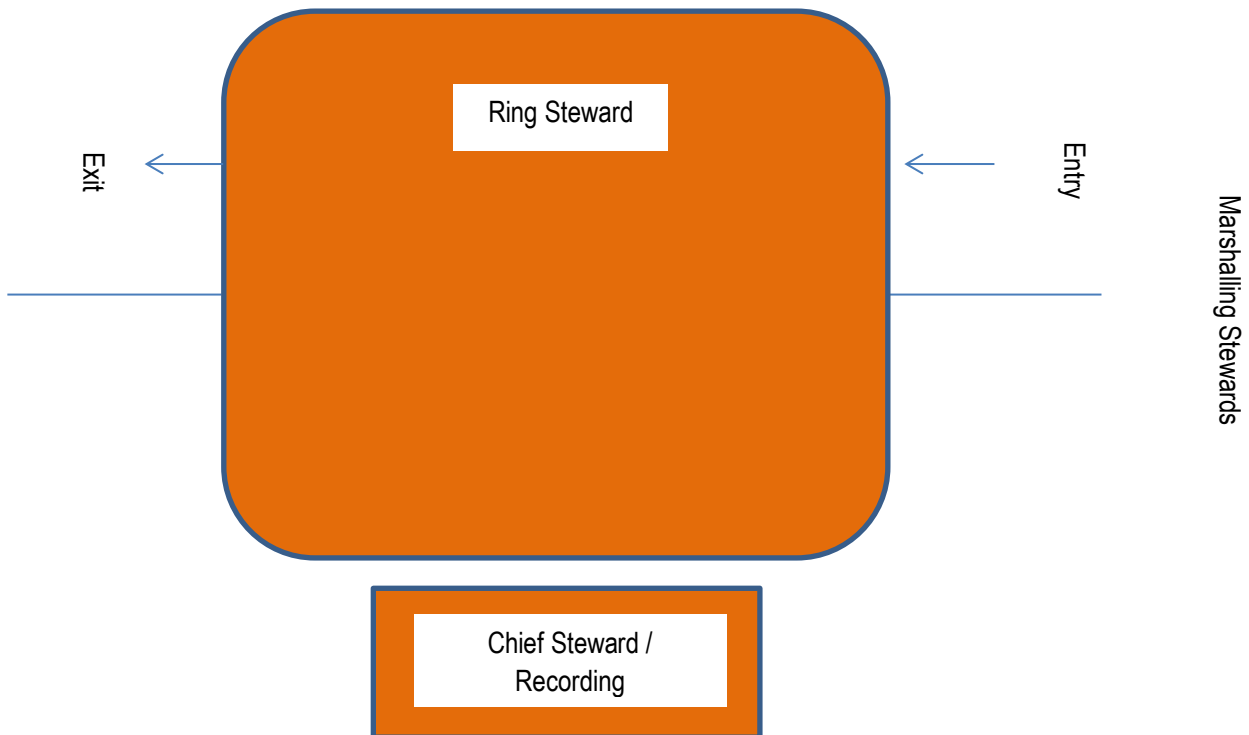 Ring Steward
Exit
Entry
Marshalling Stewards
Chief Steward /
Recording